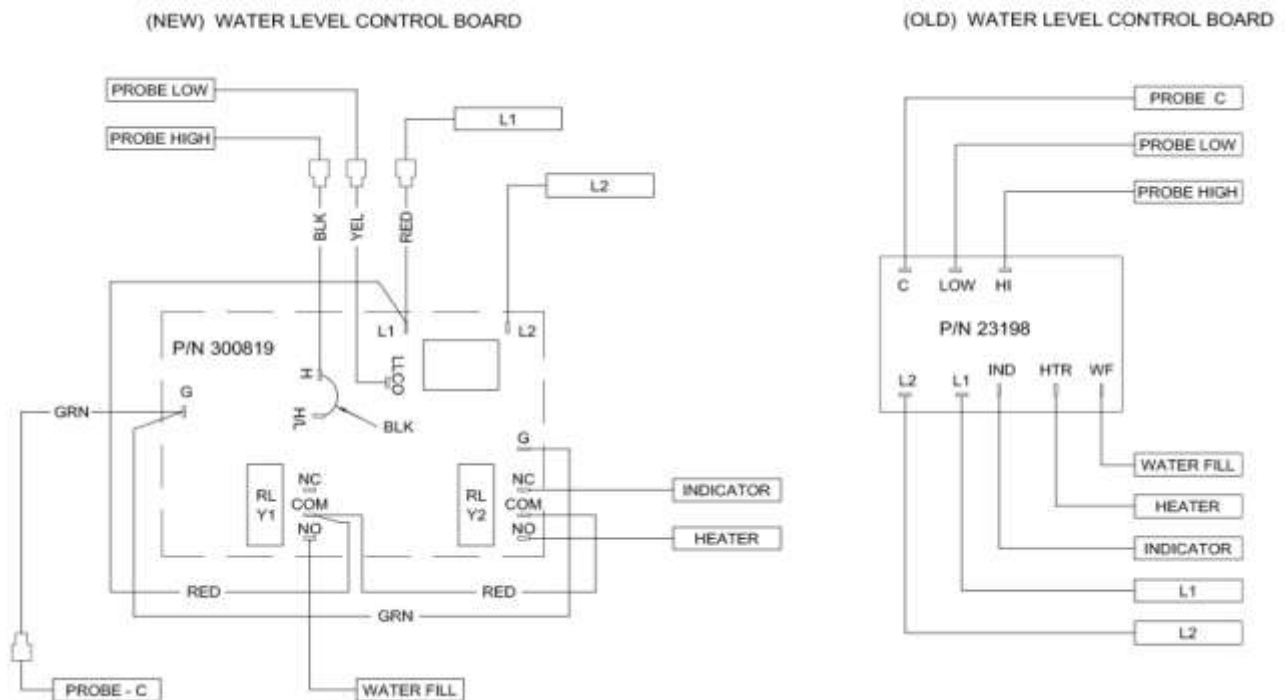 (NEW) WATER LEVEL CONTROL BOARD
PROBE LOW
PROBE HIGH
L1
L2
BLK
YEL
RED
L1
L2
P/N 300819
H
LLCO
G
GRN
H/L
BLK
G
NC
RL
Y1
COM
NO
NC
RL
Y2
COM
NO
INDICATOR
HEATER
RED
RED
GRN
PROBE - C
WATER FILL
(OLD) WATER LEVEL CONTROL BOARD
PROBE C
PROBE LOW
PROBE HIGH
C
LOW
HI
P/N 23198
L2
L1
IND
HTR
WF
WATER FILL
HEATER
INDICATOR
L1
L2